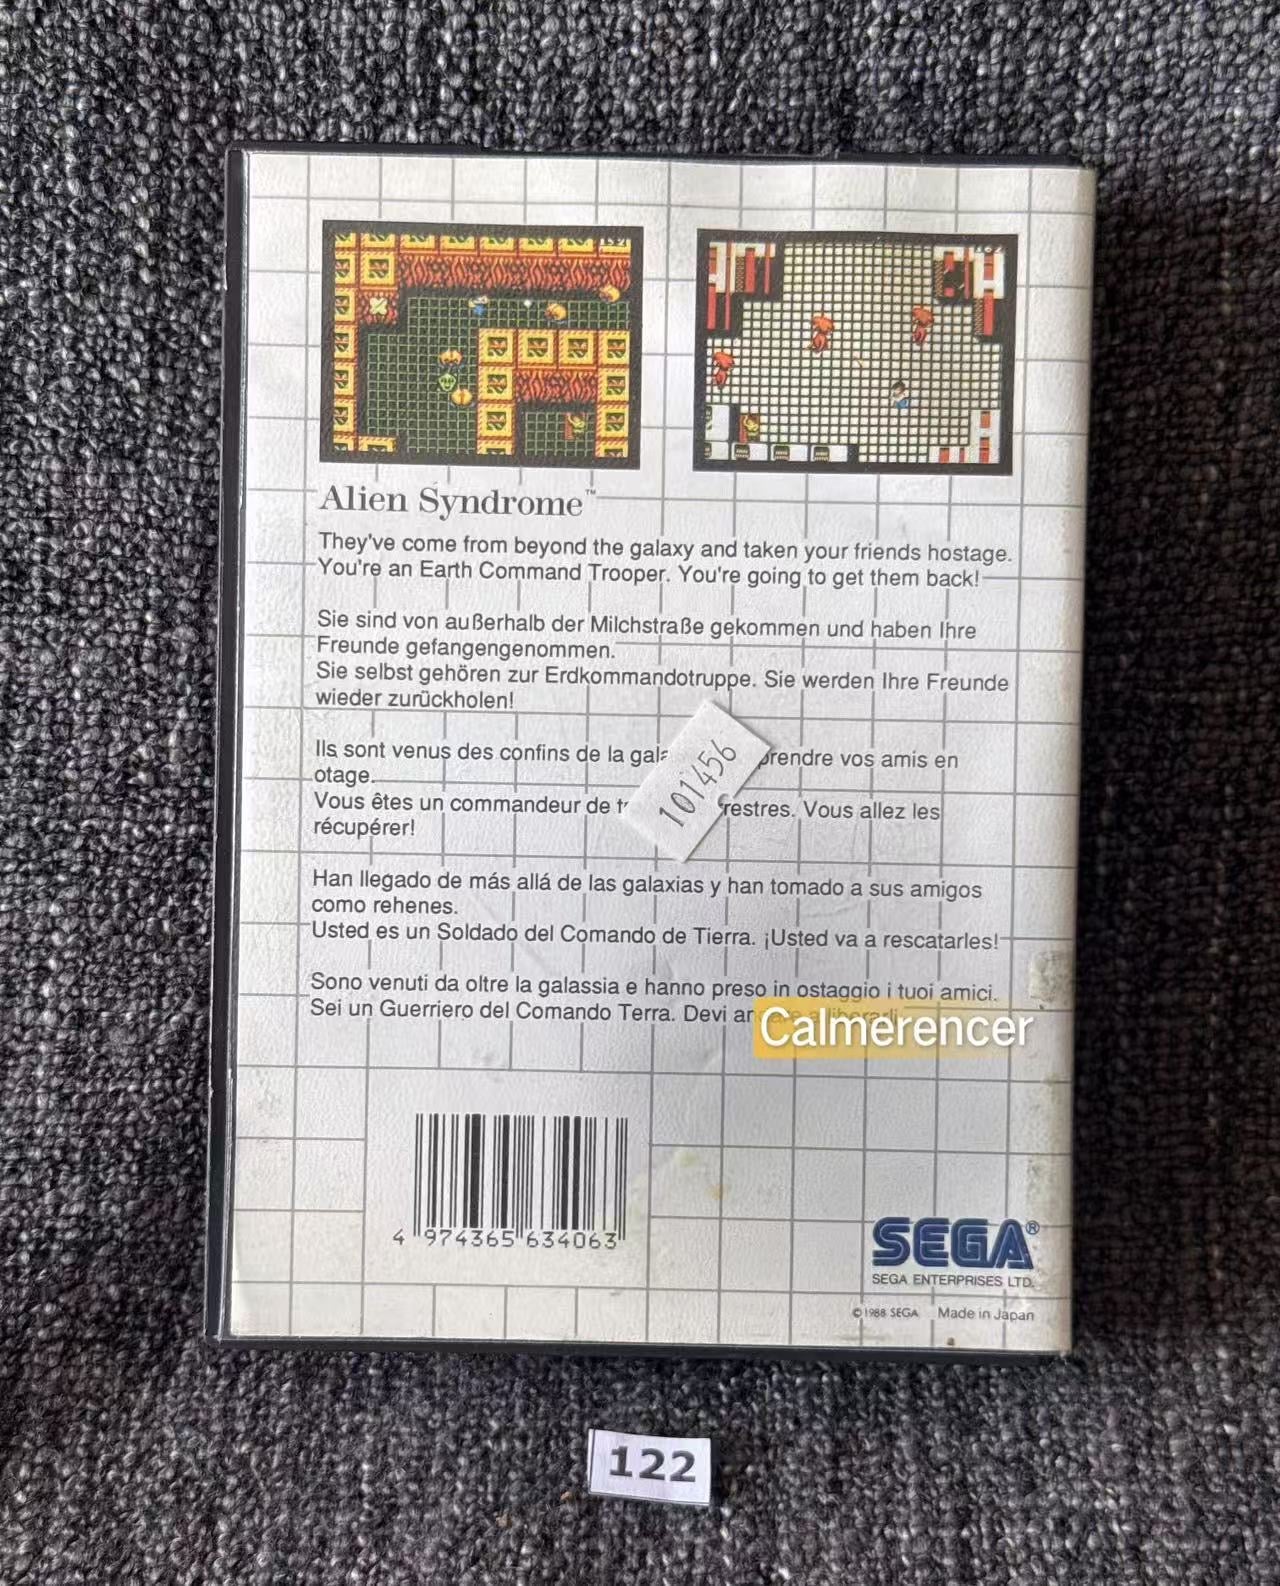 Alien Syndrome™
They've come from beyond the galaxy and taken your friends hostage.
You're an Earth Command Trooper. You're going to get them back!
Sie sind von außerhalb der Milchstraße gekommen und haben Ihre
Freunde gefangengenommen.
Sie selbst gehören zur Erdkommandotruppe. Sie werden Ihre Freunde
wieder zurückholen!
Ils sont venus des confins de la prendre vos amis en
otage.
Vous êtes un commandeur de Vous allez les
récupérer!
101456
Han llegado de más allá de las galaxias y han tomado a sus amigos
como rehenes.
Usted es un Soldado del Comando de Tierra. ¡Usted va a rescatarles!
Sono venuti da oltre la galassia e hanno preso in ostaggio i tuoi amici.
Sei un Guerriero del Comando Terra. Devi
Calmerencer
4 974365 634063
SEGA®
SEGA ENTERPRISES LTD.
©1988 SEGA Made in Japan
122